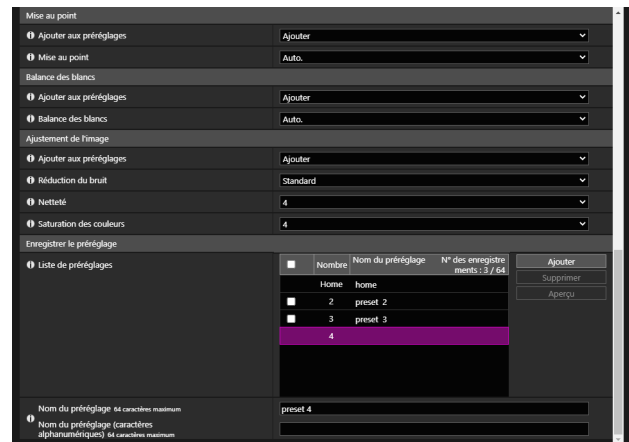 Mise au point
Ajouter aux préréglages Ajouter
Mise au point Auto.
Balance des blancs
Ajouter aux préréglages Ajouter
Balance des blancs Auto.
Ajustement de l'image
Ajouter aux préréglages Ajouter
Réduction du bruit Standard
Netteté 4
Saturation des couleurs 4
Enregistrer le préréglage
Liste de préréglages
Nombre Nom du préréglage N° des enregistre
ments : 3 / 64
Ajouter
Supprimer
Aperçu
Home home
2 preset 2
3 preset 3
4
Nom du préréglage 64 caractères maximum preset 4
Nom du préréglage (caractères
alphanumériques) 64 caractères maximum